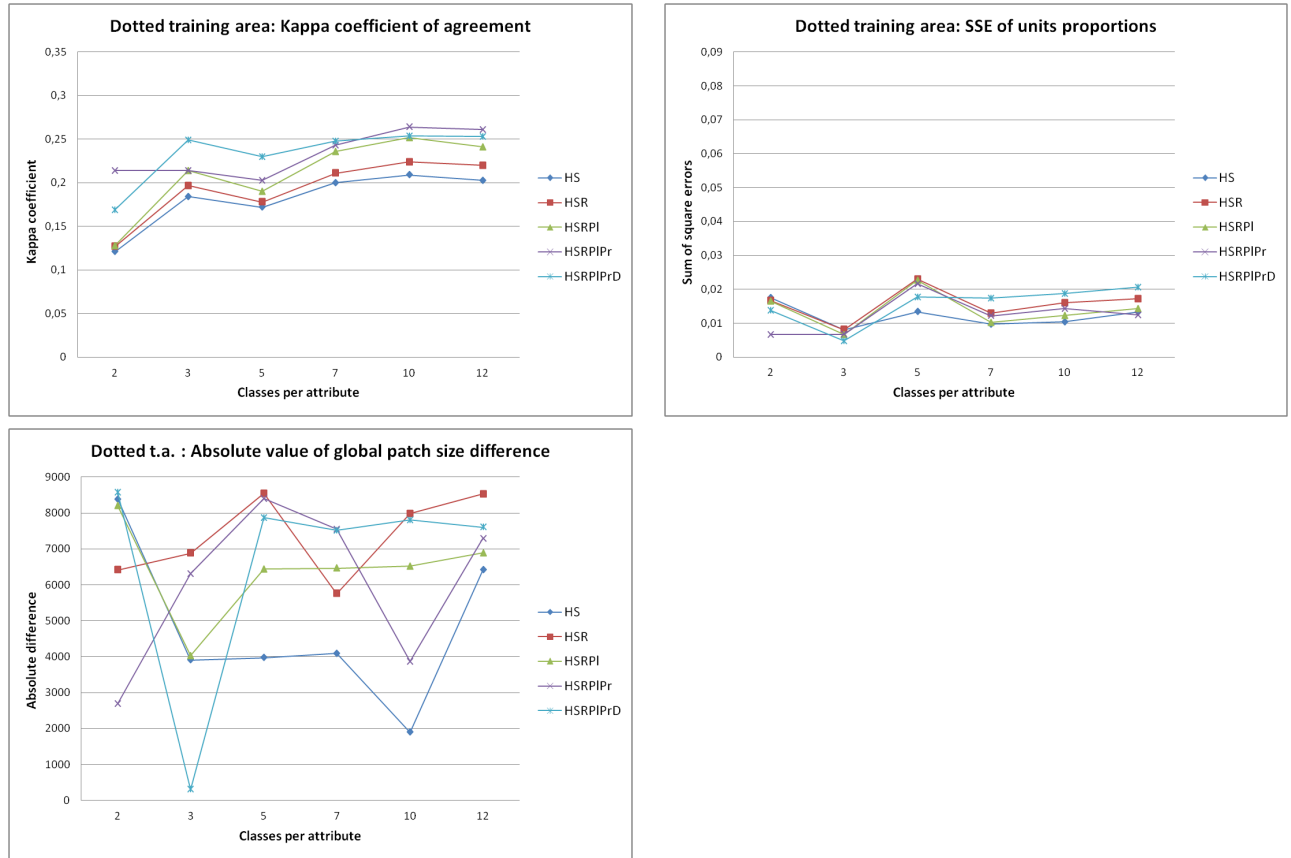 Dotted training area: Kappa coefficient of agreement
0,35
0,3
0,25
0,2
0,15
0,1
0,05
0
Kappa coefficient
2 3 5 7 10 12
Classes per attribute
HS
HSR
HSRPl
HSRPlPr
HSRPlPrD
Dotted training area: SSE of units proportions
0,09
0,08
0,07
0,06
0,05
0,04
0,03
0,02
0,01
0
Sum of square errors
2 3 5 7 10 12
Classes per attribute
HS
HSR
HSRPl
HSRPlPr
HSRPlPrD
Dotted t.a. : Absolute value of global patch size difference
9000
8000
7000
6000
5000
4000
3000
2000
1000
0
Absolute difference
2 3 5 7 10 12
Classes per attribute
HS
HSR
HSRPl
HSRPlPr
HSRPlPrD